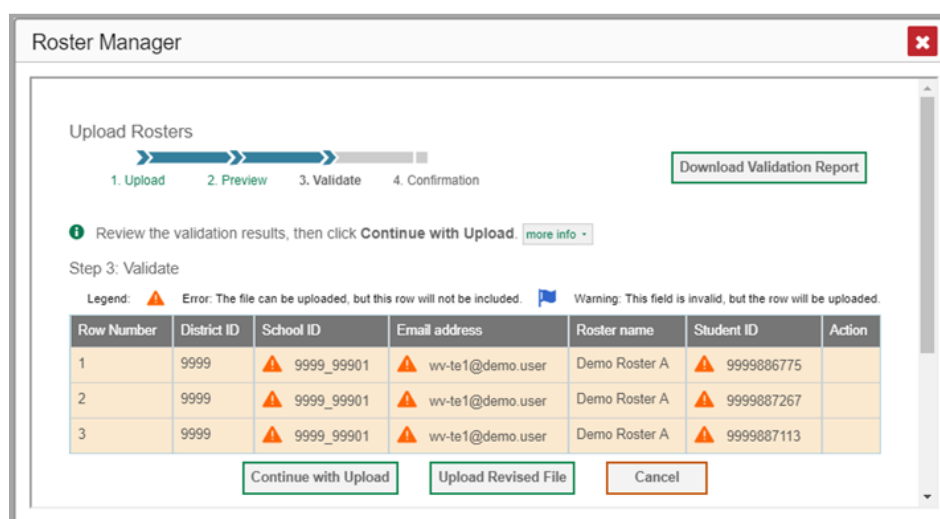 Roster Manager
Upload Rosters
1. Upload 2. Preview 3. Validate 4. Confirmation
Download Validation Report
Review the validation results, then click Continue with Upload. more info
Step 3: Validate
Legend: Error: The file can be uploaded, but this row will not be included. Warning: This field is invalid, but the row will be uploaded.
Row Number District ID School ID Email address Roster name Student ID Action
1 9999 9999_99901 wv-te1@demo.user Demo Roster A 9999886775
2 9999 9999_99901 wv-te1@demo.user Demo Roster A 9999887267
3 9999 9999_99901 wv-te1@demo.user Demo Roster A 9999887113
Continue with Upload Upload Revised File Cancel